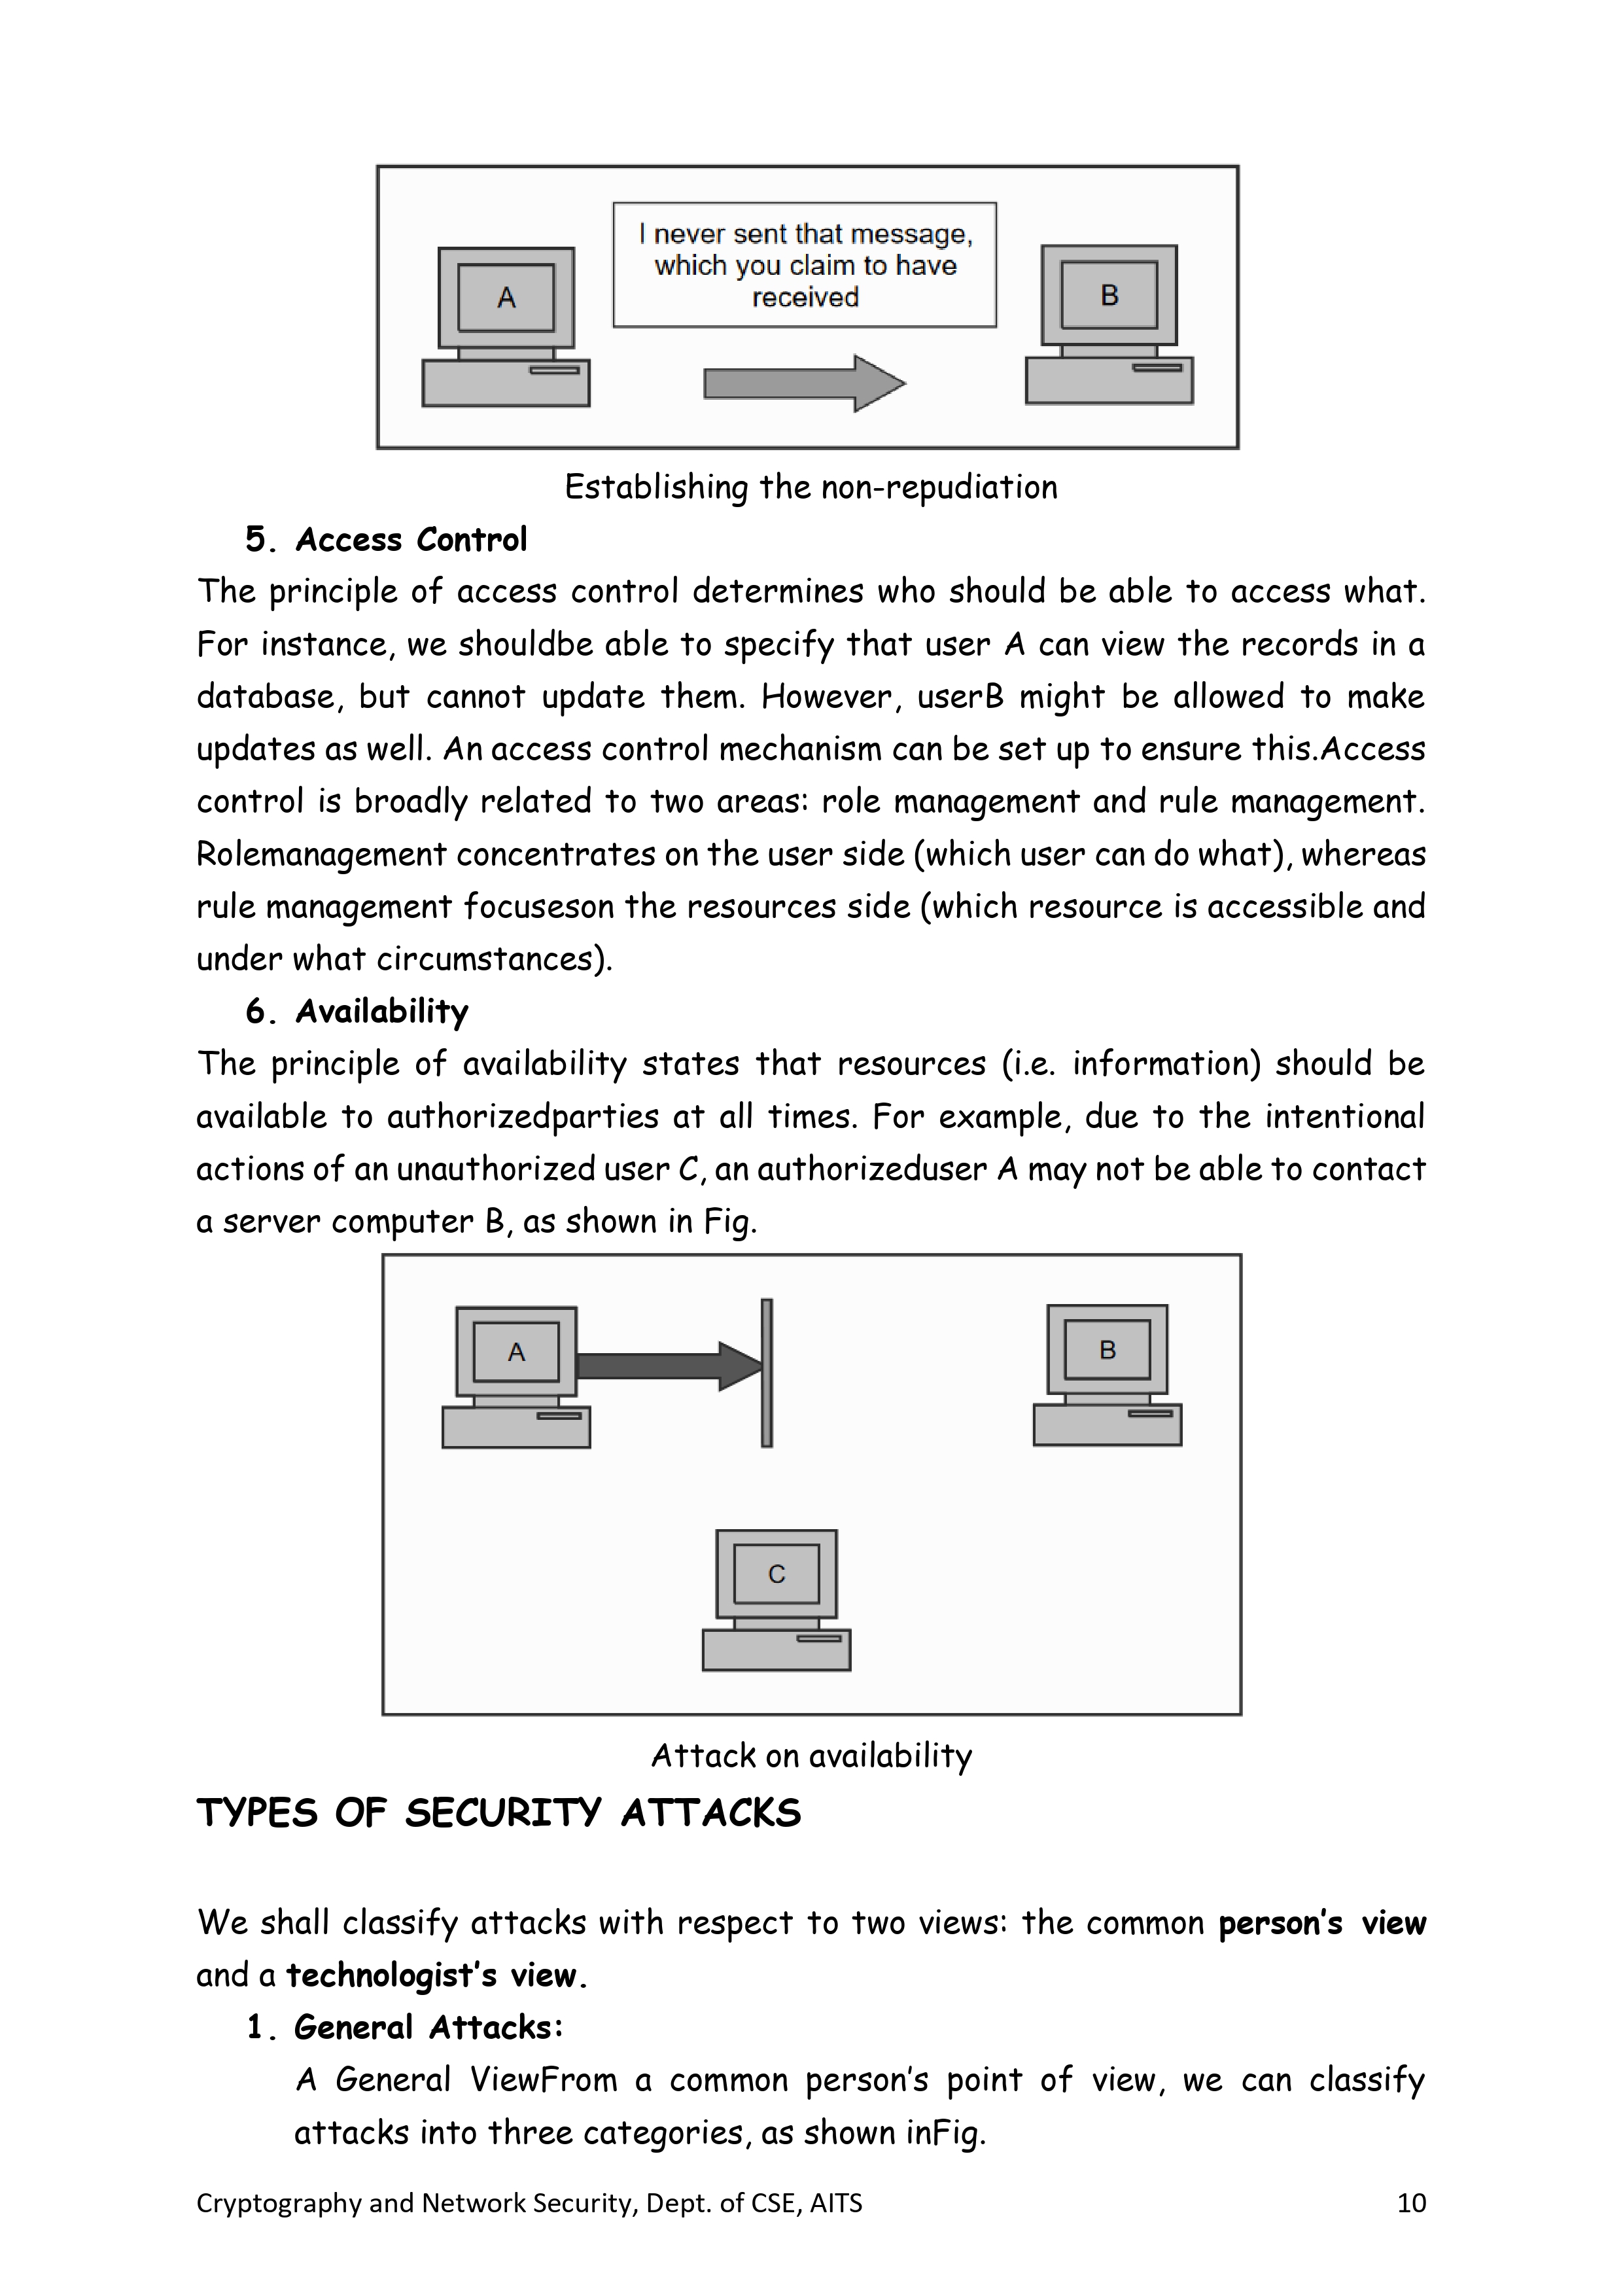 I never sent that message,
which you claim to have
received
A
B
Establishing the non-repudiation
5. Access Control
The principle of access control determines who should be able to access what.
For instance, we shouldbe able to specify that user A can view the records in a
database, but cannot update them. However, userB might be allowed to make
updates as well. An access control mechanism can be set up to ensure this.Access
control is broadly related to two areas: role management and rule management.
Rolemanagement concentrates on the user side (which user can do what), whereas
rule management focuseson the resources side (which resource is accessible and
under what circumstances).
6. Availability
The principle of availability states that resources (i.e. information) should be
available to authorizedparties at all times. For example, due to the intentional
actions of an unauthorized user C, an authorizeduser A may not be able to contact
a server computer B, as shown in Fig.
A
B
C
Attack on availability
TYPES OF SECURITY ATTACKS
We shall classify attacks with respect to two views: the common person's view
and a technologist's view.
1. General Attacks:
A General ViewFrom a common person's point of view, we can classify
attacks into three categories, as shown inFig.
Cryptography and Network Security, Dept. of CSE, AITS 10